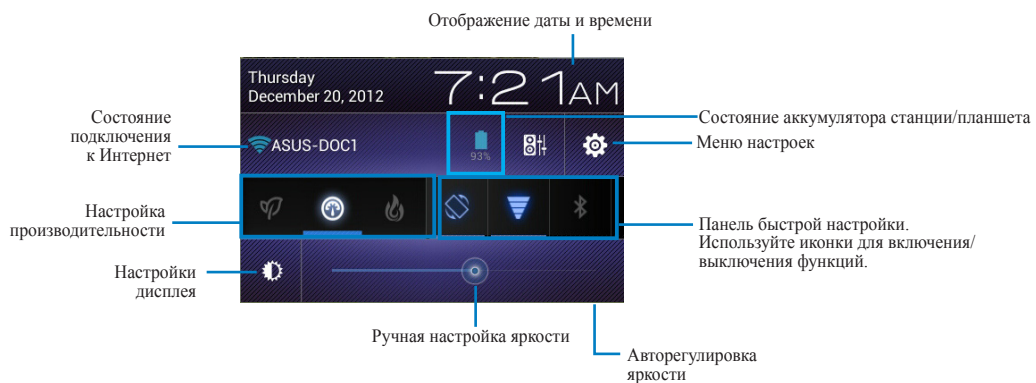 Отображение даты и времени
Thursday
December 20, 2012
7:21AM
Состояние
подключения
к Интернет
ASUS-DOC1
93%
Состояние аккумулятора станции/планшета
Меню настроек
Настройка
производительности
Панель быстрой настройки.
Используйте иконки для включения/
выключения функций.
Настройки
дисплея
Ручная настройка яркости
Авторегулировка
яркости